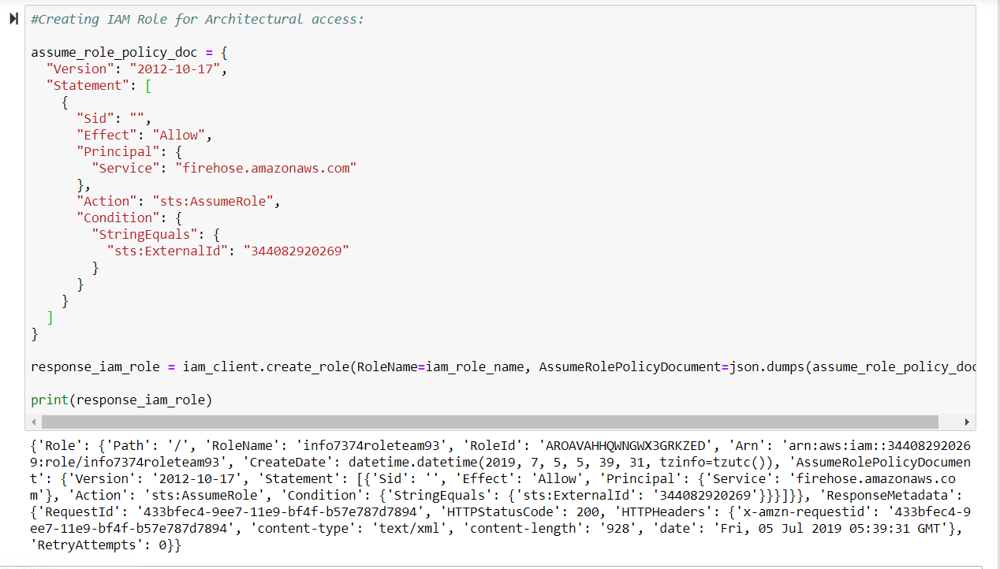 #Creating IAM Role for Architectural access:
assume_role_policy_doc = {
"Version": "2012-10-17",
"Statement": [
{
"Sid": "",
"Effect": "Allow",
"Principal": {
"Service": "firehose.amazonaws.com"
},
"Action": "sts:AssumeRole",
"Condition": {
"StringEquals": {
"sts:ExternalId": "344082920269"
}
}
}
]
}
response_iam_role = iam_client.create_role(RoleName=iam_role_name, AssumeRolePolicyDocument=json.dumps(assume_role_policy_doc
print(response_iam_role)
{'Role': {'Path': '/', 'RoleName': 'info7374roleteam93', 'RoleId': 'AROAVAHHQWNGWX3GRKZED', 'Arn': 'arn:aws:iam::34408292026
9:role/info7374roleteam93', 'CreateDate': datetime.datetime(2019, 7, 5, 5, 39, 31, tzinfo=tzutc()), 'AssumeRolePolicyDocumen
t': {'Version': '2012-10-17', 'Statement': [{'Sid': '', 'Effect': 'Allow', 'Principal': {'Service': 'firehose.amazonaws.co
m'}, 'Action': 'sts:AssumeRole', 'Condition': {'StringEquals': {'sts:ExternalId': '344082920269'}}}]}}, 'ResponseMetadata':
{'RequestId': '433bfec4-9ee7-11e9-bf4f-b57e787d7894', 'HTTPStatusCode': 200, 'HTTPHeaders': {'x-amzn-requestid': '433bfec4-9
ee7-11e9-bf4f-b57e787d7894', 'content-type': 'text/xml', 'content-length': '928', 'date': 'Fri, 05 Jul 2019 05:39:31 GMT'},
'RetryAttempts': 0}}